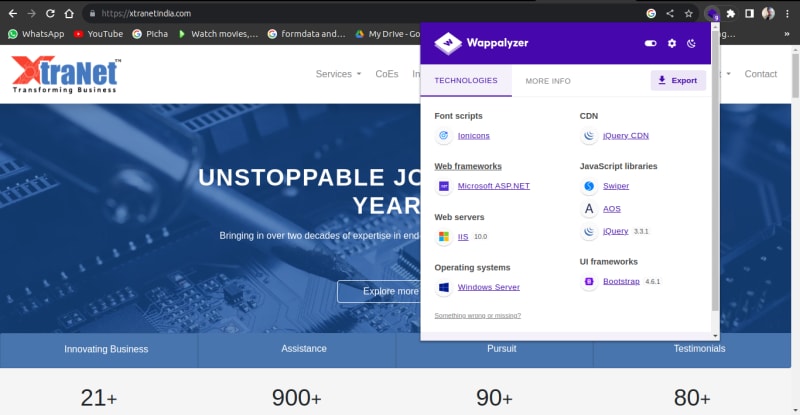 https://xtranetindia.com
9
WhatsApp
YouTube
Picha
Watch movies,...
formdata and...
My Drive - Go
g...
XtraNet™
Transforming Business
Services
CoEs
In
t
Contact
UNSTOPPABLE JO
YEAR
Bringing in over two decades of expertise in end
Explore more
Innovating Business
Assistance
Pursuit
Testimonials
21+
900+
90+
80+
Wappalyzer
TECHNOLOGIES
MORE INFO
Export
Font scripts
Ionicons
Web frameworks
Microsoft ASP.NET
Web servers
IIS 10.0
Operating systems
Windows Server
Something wrong or missing?
CDN
jQuery CDN
JavaScript libraries
Swiper
AOS
jQuery 3.3.1
UI frameworks
Bootstrap 4.6.1